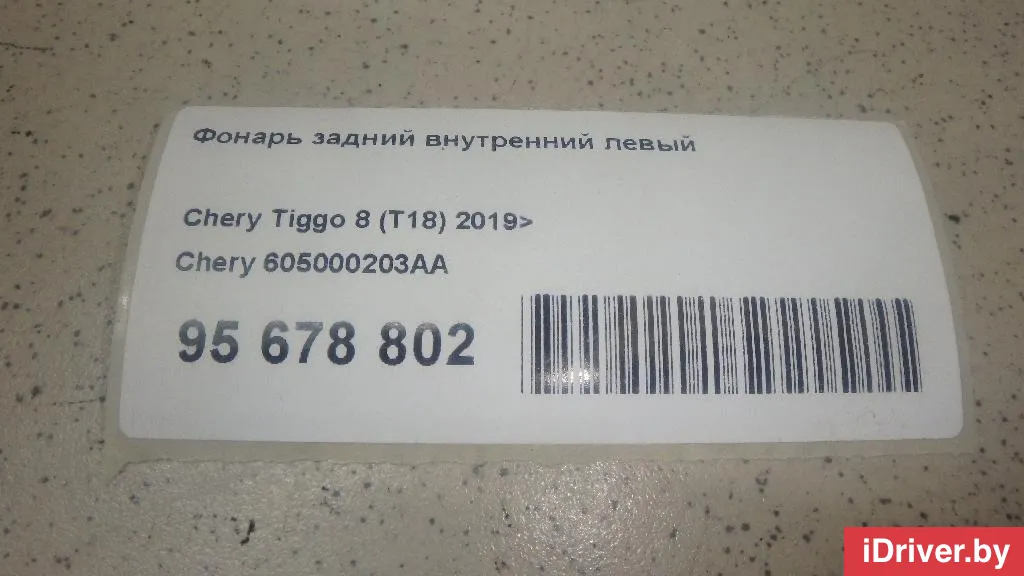 Фонарь задний внутренний левый
Chery Tiggo 8 (T18) 2019>
Chery 605000203AA
95 678 802
iDriver.by